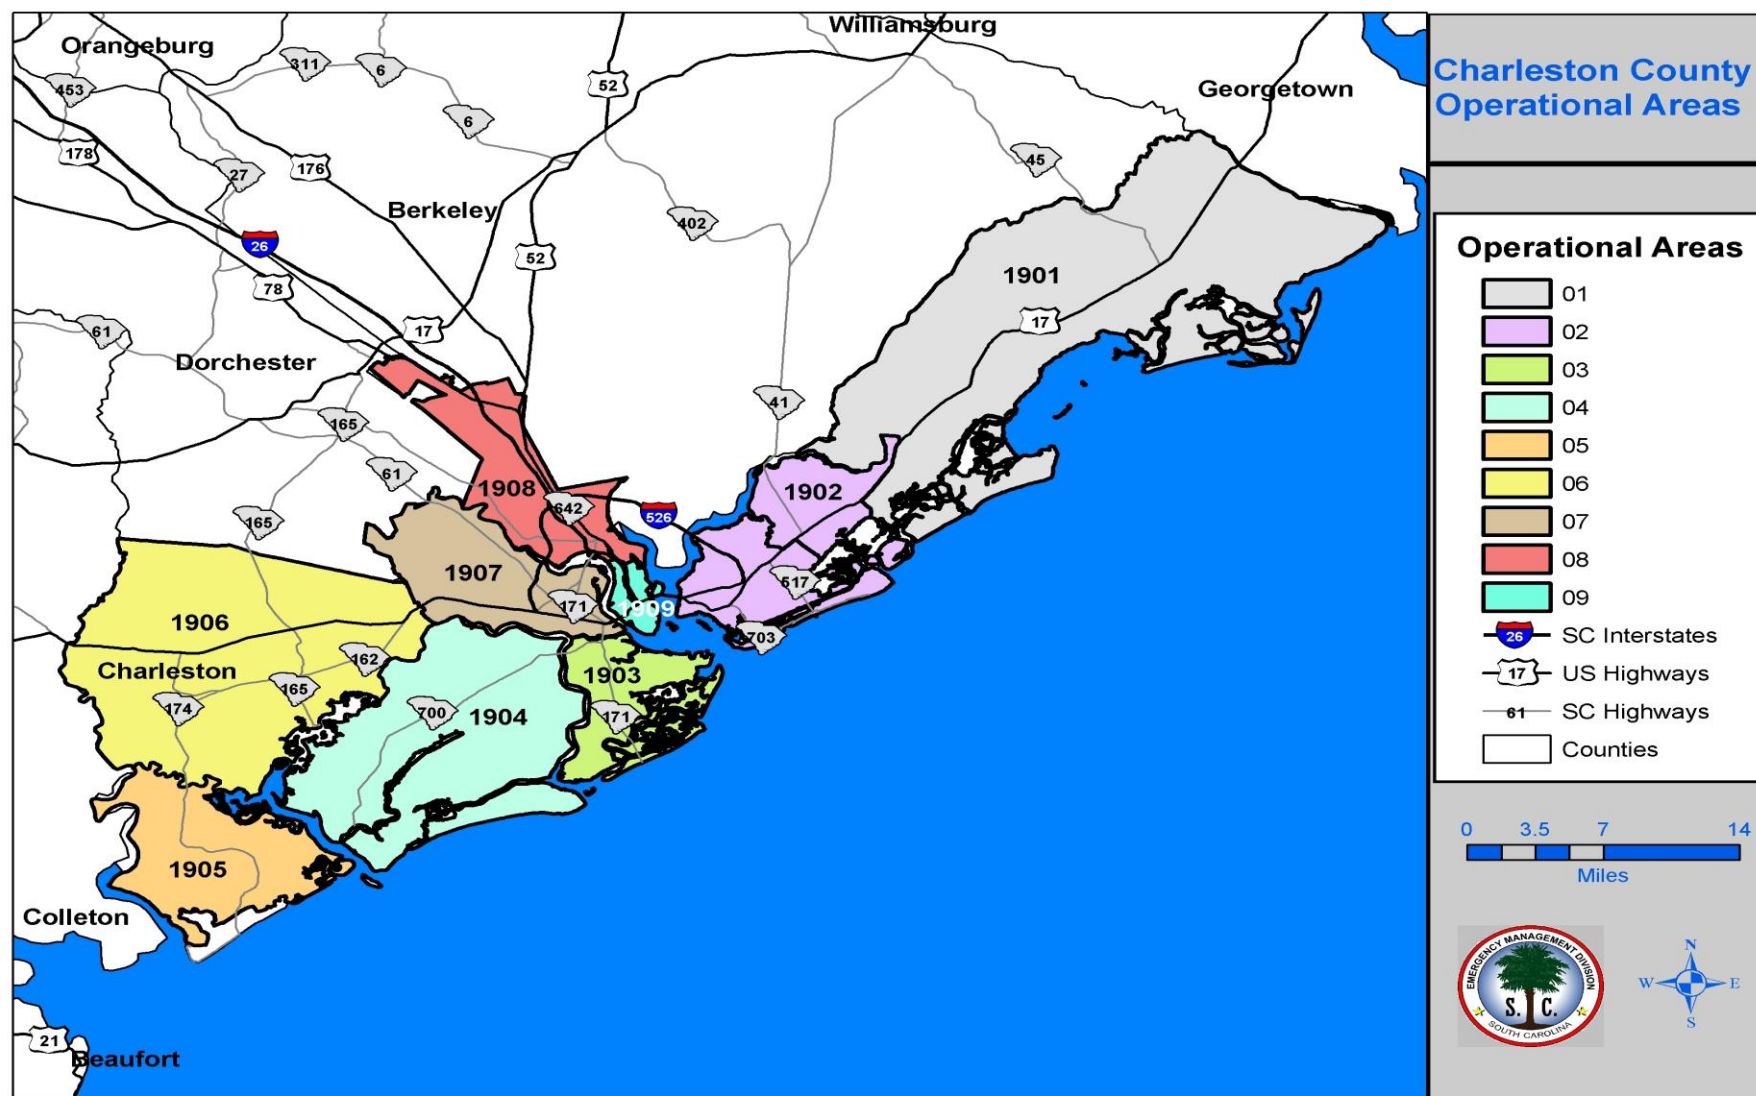 Williamsburg
Orangeburg
311
6
453
52
Georgetown
6
178
176
45
27
Berkeley
402
26
52
1901
78
17
17
61
Dorchester
41
165
61
1908
1902
642
526
165
1907
517
171
1909
1906
703
162
Charleston
1903
165
174
700
1904
171
1905
Colleton
21
Beaufort
Charleston County
Operational Areas
Operational Areas
01
02
03
04
05
06
07
08
09
26 SC Interstates
17 US Highways
61 SC Highways
Counties
0 3.5 7 14
Miles
EMERGENCY MANAGEMENT DIVISION
S. C.
SOUTH CAROLINA
N
W E
S